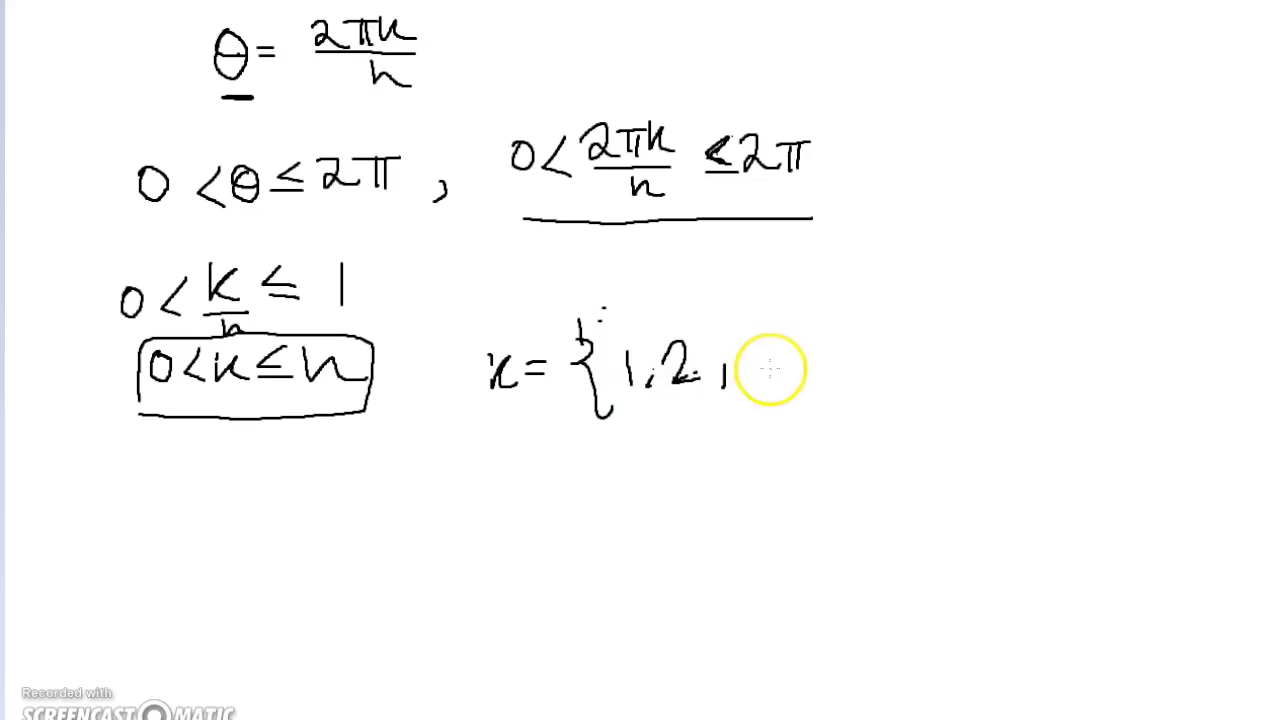 θ = 2πk/n
0 < θ ≤ 2π , 0 < 2πk/n ≤ 2π
0 < k/n ≤ 1
0 < k ≤ n k = { 1, 2,
Recorded with
SCREENCAST MATIC